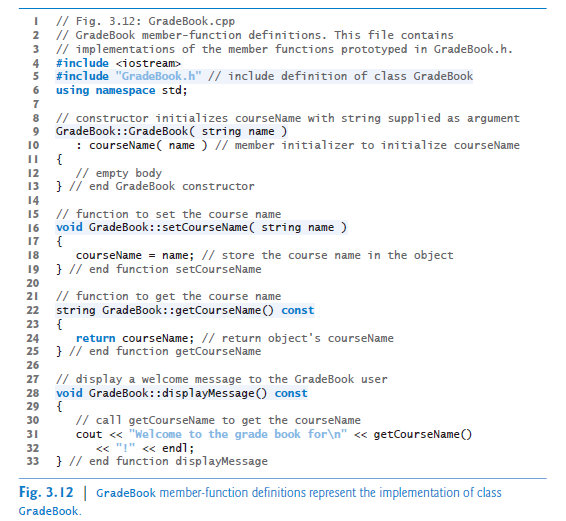 1 // Fig. 3.12: GradeBook.cpp
2 // GradeBook member-function definitions. This file contains
3 // implementations of the member functions prototyped in GradeBook.h.
4 #include <iostream>
5 #include "GradeBook.h" // include definition of class GradeBook
6 using namespace std;
7
8 // constructor initializes courseName with string supplied as argument
9 GradeBook::GradeBook( string name )
10    : courseName( name ) // member initializer to initialize courseName
11 {
12    // empty body
13 } // end GradeBook constructor
14
15 // function to set the course name
16 void GradeBook::setCourseName( string name )
17 {
18    courseName = name; // store the course name in the object
19 } // end function setCourseName
20
21 // function to get the course name
22 string GradeBook::getCourseName() const
23 {
24    return courseName; // return object's courseName
25 } // end function getCourseName
26
27 // display a welcome message to the GradeBook user
28 void GradeBook::displayMessage() const
29 {
30    // call getCourseName to get the courseName
31    cout << "Welcome to the grade book for\n" << getCourseName()
32       << "!" << endl;
33 } // end function displayMessage
Fig. 3.12 | GradeBook member-function definitions represent the implementation of class
GradeBook.